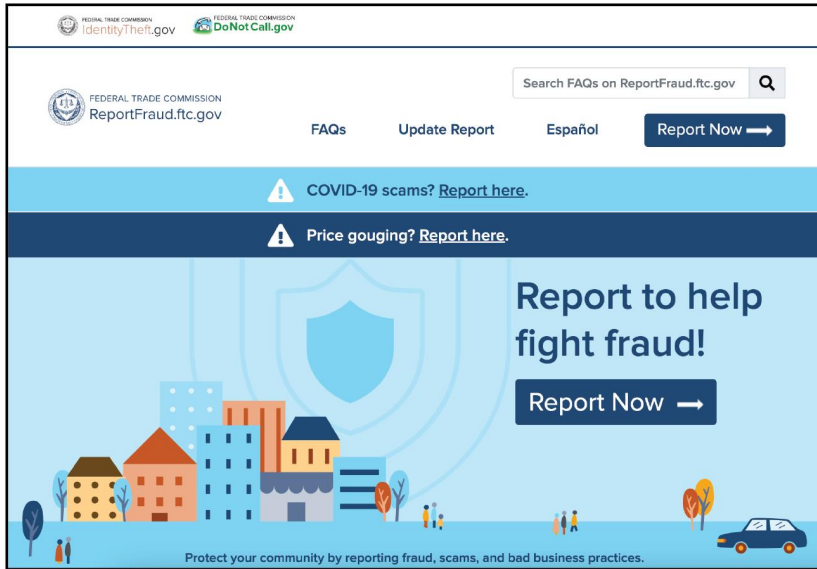 FEDERAL TRADE COMMISSION
IdentityTheft.gov
FEDERAL TRADE COMMISSION
DoNotCall.gov
Search FAQs on ReportFraud.ftc.gov
FEDERAL TRADE COMMISSION
ReportFraud.ftc.gov
FAQs Update Report Español Report Now
COVID-19 scams? Report here.
Price gouging? Report here.
Report to help
fight fraud!
Report Now
Protect your community by reporting fraud, scams, and bad business practices.